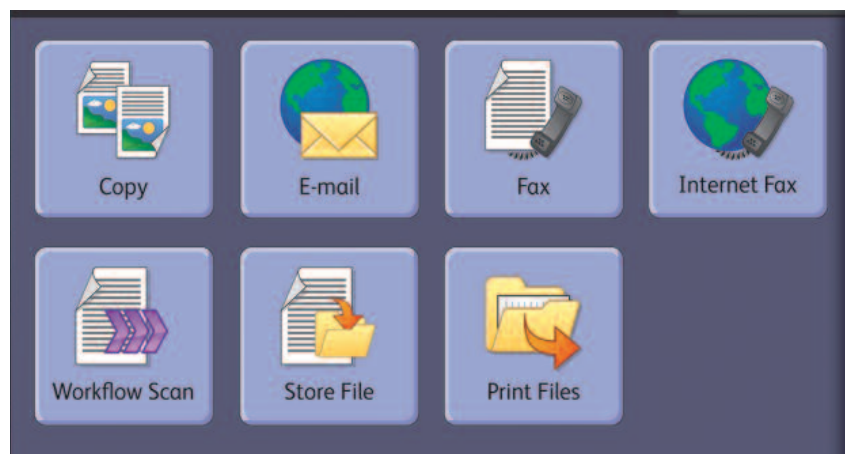 Copy
E-mail
Fax
Internet Fax
Workflow Scan
Store File
Print Files